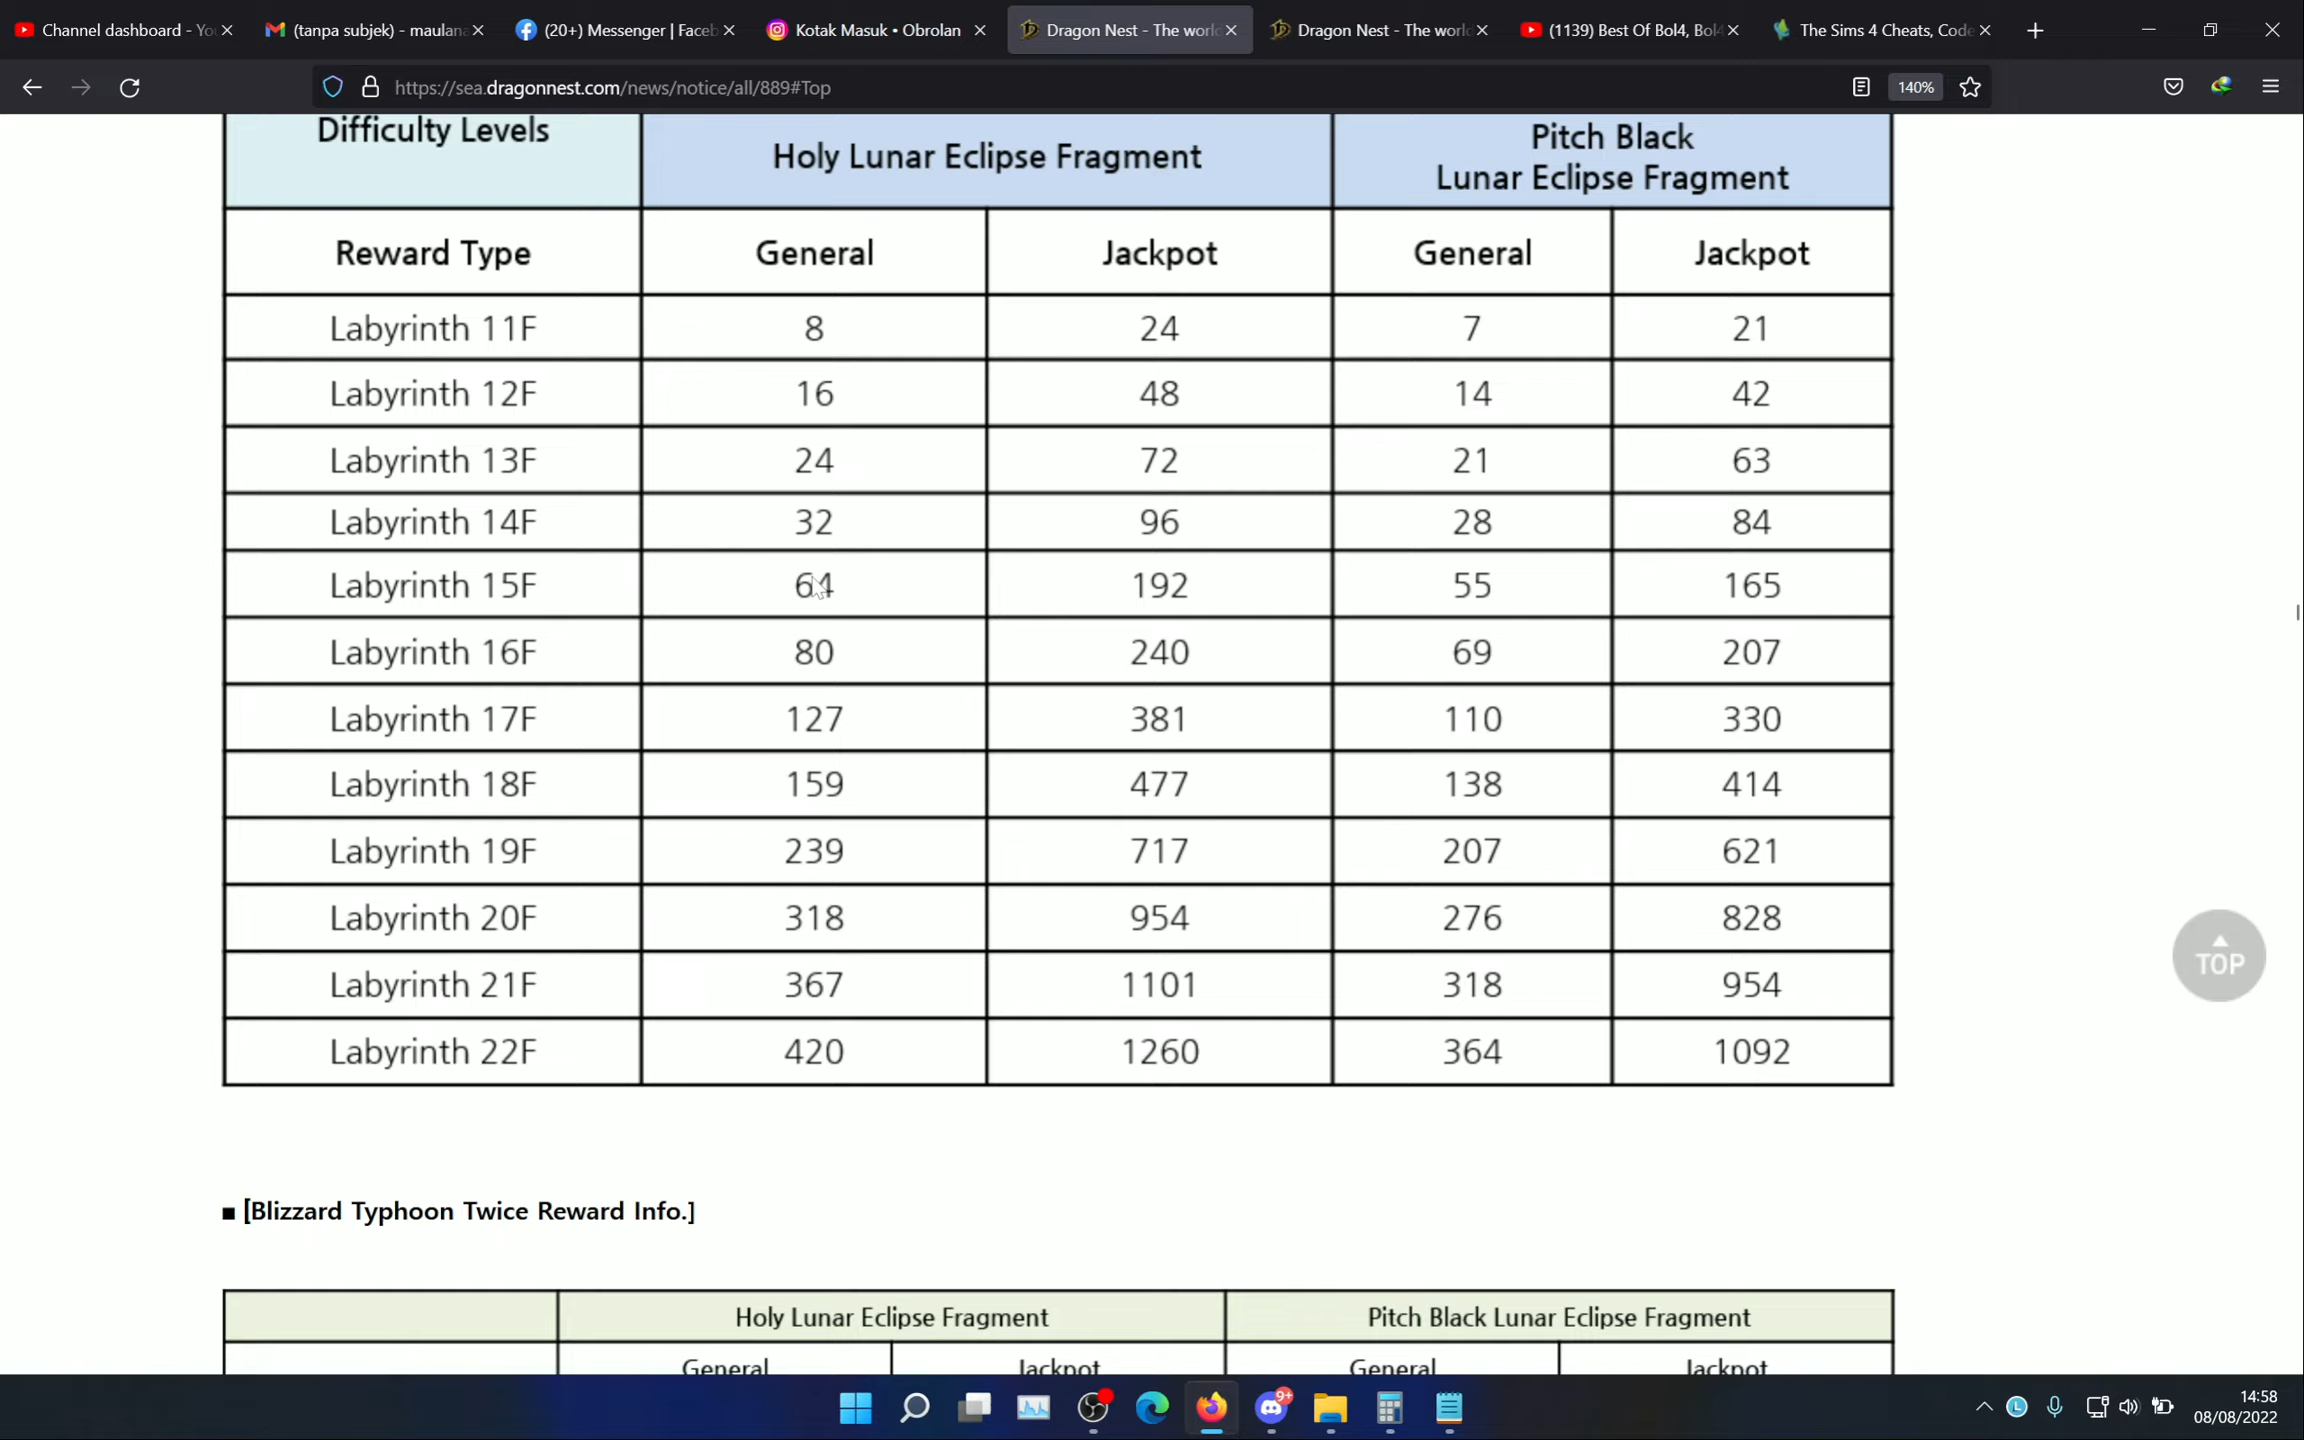 Channel dashboard - Yo
(tanpa subjek) - maulana
(20+) Messenger | Faceb
Kotak Masuk • Obrolan
Dragon Nest - The world
Dragon Nest - The world
(1139) Best Of Bol4, Bol4
The Sims 4 Cheats, Code
https://sea.dragonnest.com/news/notice/all/889#Top
140%
Difficulty Levels
Holy Lunar Eclipse Fragment
Pitch Black
Lunar Eclipse Fragment
Reward Type General Jackpot General Jackpot
Labyrinth 11F 8 24 7 21
Labyrinth 12F 16 48 14 42
Labyrinth 13F 24 72 21 63
Labyrinth 14F 32 96 28 84
Labyrinth 15F 64 192 55 165
Labyrinth 16F 80 240 69 207
Labyrinth 17F 127 381 110 330
Labyrinth 18F 159 477 138 414
Labyrinth 19F 239 717 207 621
Labyrinth 20F 318 954 276 828
Labyrinth 21F 367 1101 318 954
Labyrinth 22F 420 1260 364 1092
TOP
■ [Blizzard Typhoon Twice Reward Info.]
Holy Lunar Eclipse Fragment Pitch Black Lunar Eclipse Fragment
General Jackpot General Jackpot
9+
L
14:58
08/08/2022